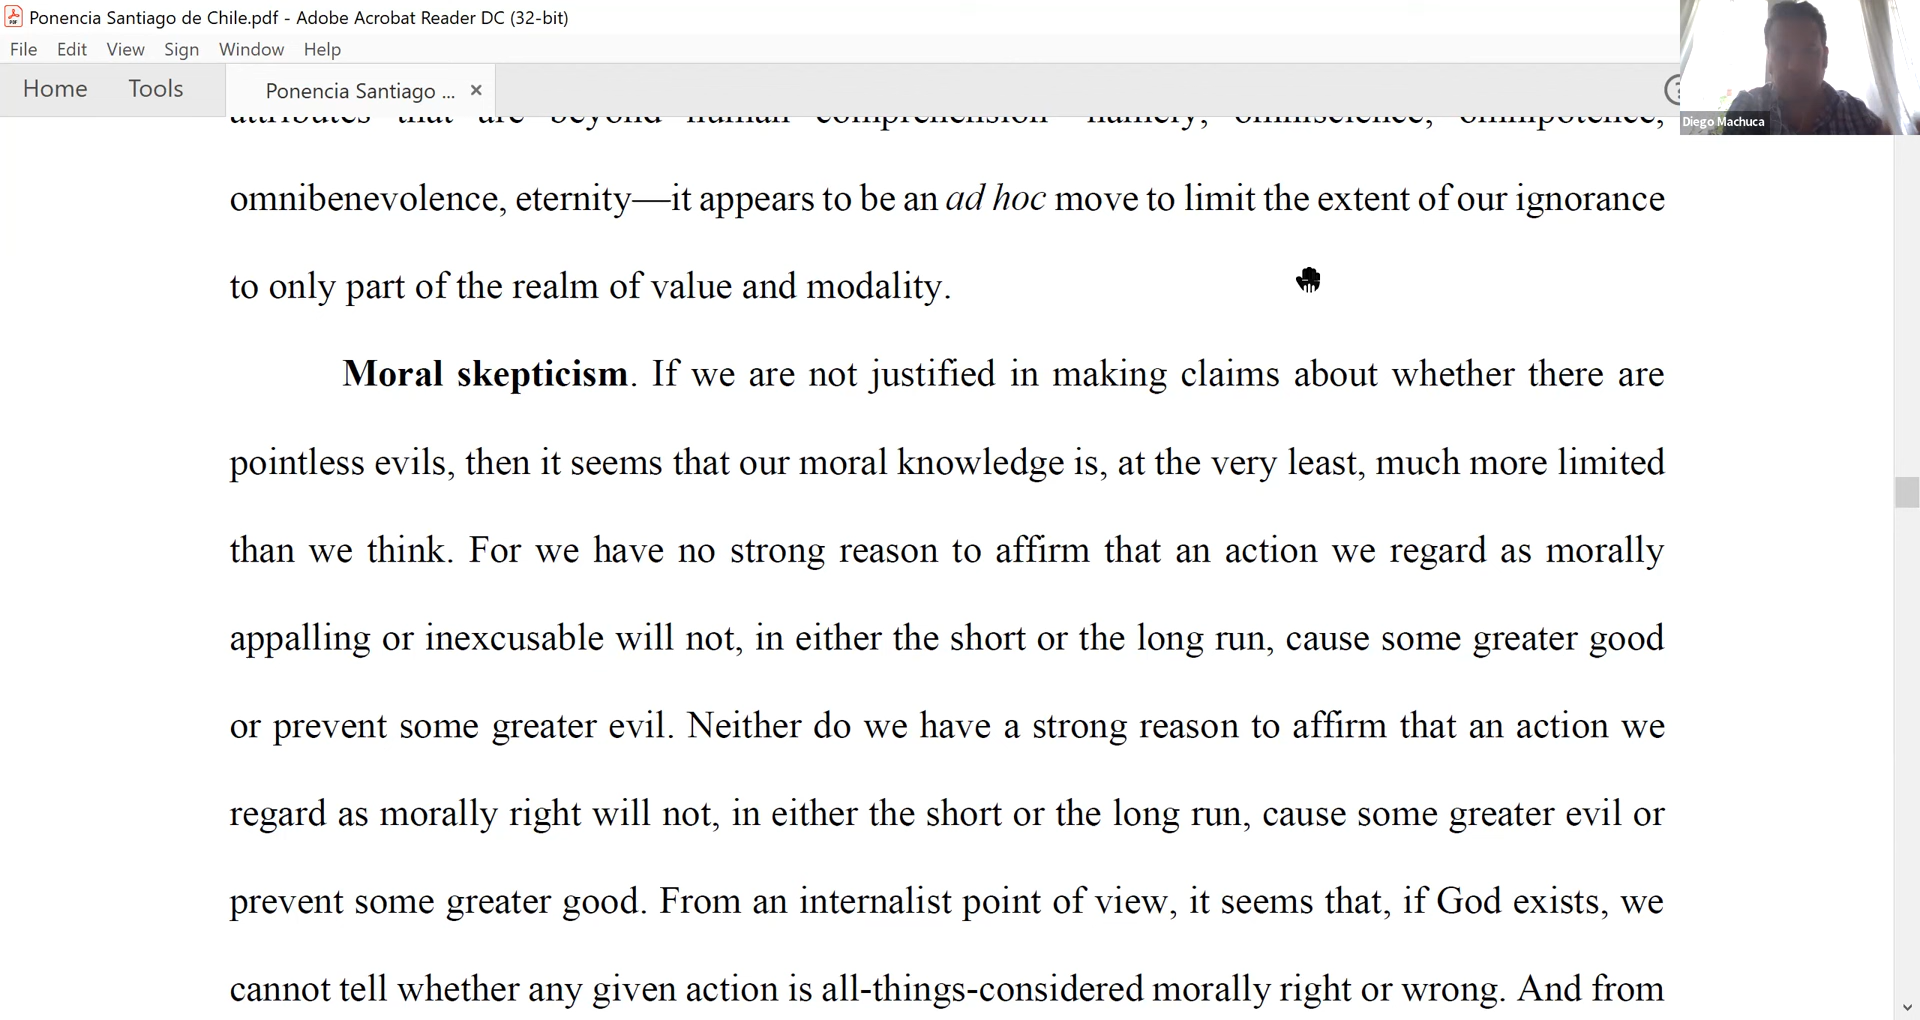 Ponencia Santiago de Chile.pdf - Adobe Acrobat Reader DC (32-bit)
File Edit View Sign Window Help
Home Tools Ponencia Santiago ... ×
Diego Machuca
attributes that are beyond human comprehension—namely, omniscience, omnipotence,
omnibenevolence, eternity—it appears to be an ad hoc move to limit the extent of our ignorance
to only part of the realm of value and modality.
Moral skepticism. If we are not justified in making claims about whether there are
pointless evils, then it seems that our moral knowledge is, at the very least, much more limited
than we think. For we have no strong reason to affirm that an action we regard as morally
appalling or inexcusable will not, in either the short or the long run, cause some greater good
or prevent some greater evil. Neither do we have a strong reason to affirm that an action we
regard as morally right will not, in either the short or the long run, cause some greater evil or
prevent some greater good. From an internalist point of view, it seems that, if God exists, we
cannot tell whether any given action is all-things-considered morally right or wrong. And from